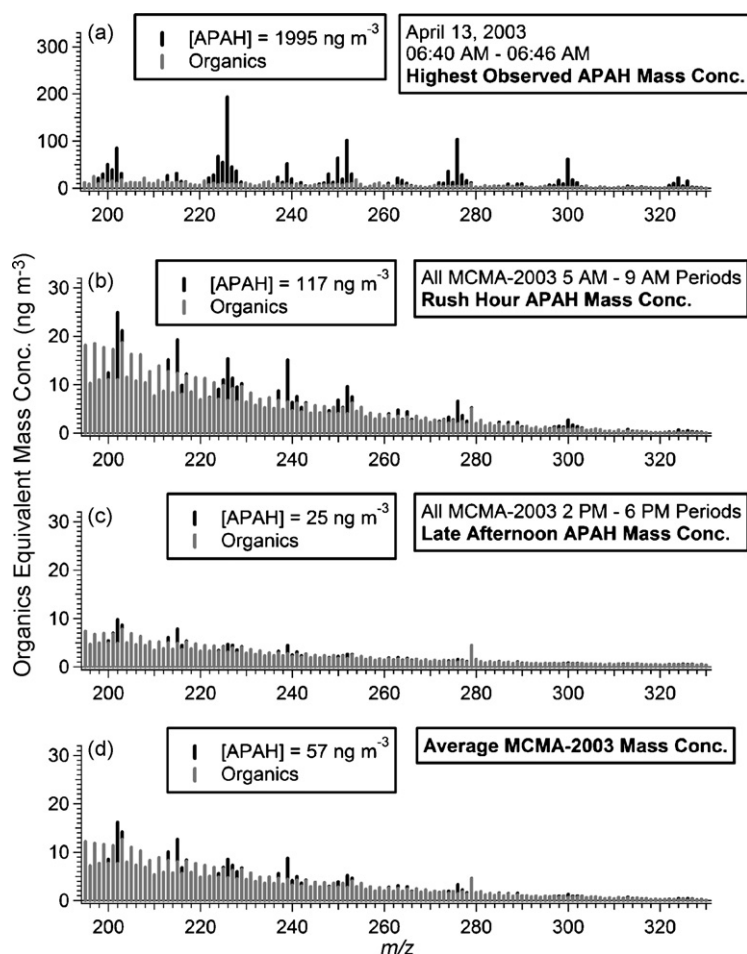 (a)
[APAH] = 1995 ng m-3
Organics
April 13, 2003
06:40 AM - 06:46 AM
Highest Observed APAH Mass Conc.
300
200
100
0
200 220 240 260 280 300 320
Organics Equivalent Mass Conc. (ng m-3)
(b)
[APAH] = 117 ng m-3
Organics
All MCMA-2003 5 AM - 9 AM Periods
Rush Hour APAH Mass Conc.
30
20
10
0
200 220 240 260 280 300 320
(c)
[APAH] = 25 ng m-3
Organics
All MCMA-2003 2 PM - 6 PM Periods
Late Afternoon APAH Mass Conc.
30
20
10
0
200 220 240 260 280 300 320
(d)
[APAH] = 57 ng m-3
Organics
Average MCMA-2003 Mass Conc.
30
20
10
0
200 220 240 260 280 300 320
m/z